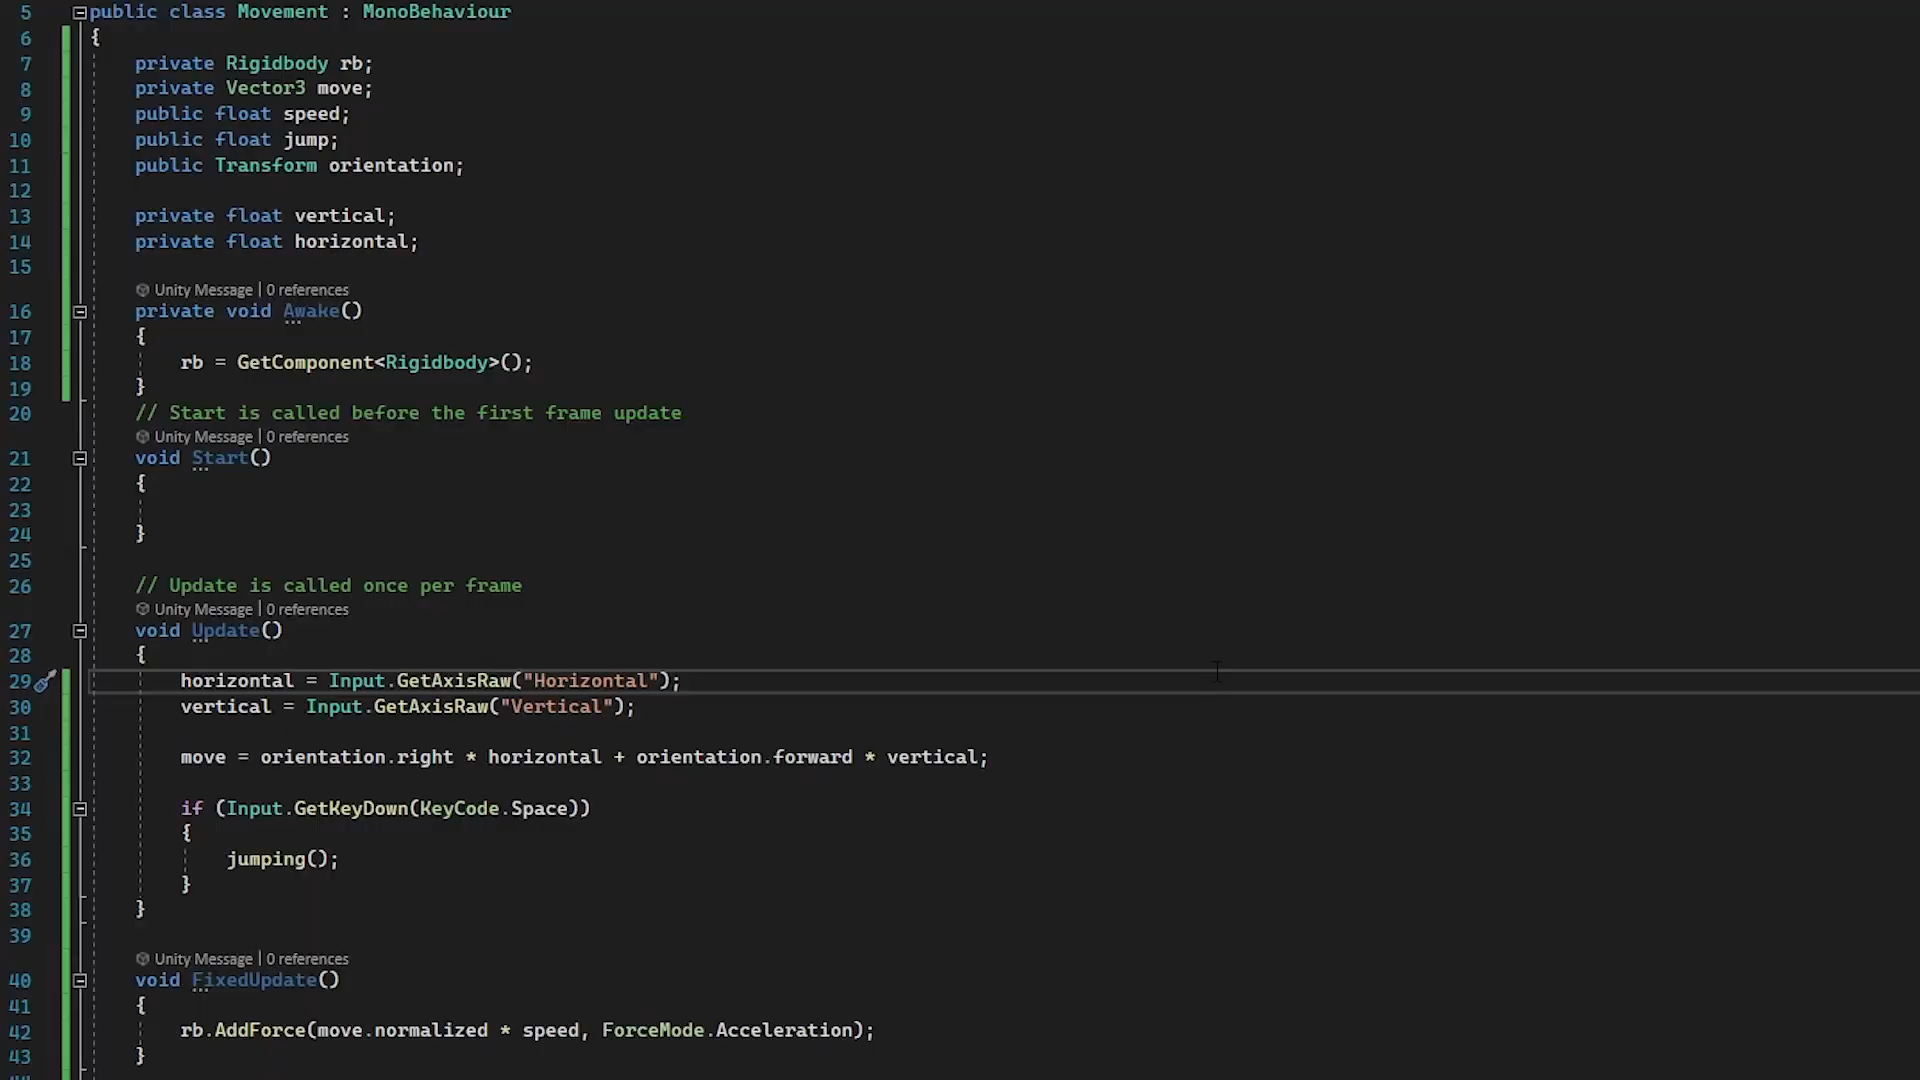 5 public class Movement : MonoBehaviour
6 {
7 private Rigidbody rb;
8 private Vector3 move;
9 public float speed;
10 public float jump;
11 public Transform orientation;
12
13 private float vertical;
14 private float horizontal;
15
Unity Message | 0 references
16 private void Awake()
17 {
18 rb = GetComponent<Rigidbody>();
19 }
20 // Start is called before the first frame update
Unity Message | 0 references
21 void Start()
22 {
23
24 }
25
26 // Update is called once per frame
Unity Message | 0 references
27 void Update()
28 {
29 horizontal = Input.GetAxisRaw("Horizontal");
30 vertical = Input.GetAxisRaw("Vertical");
31
32 move = orientation.right * horizontal + orientation.forward * vertical;
33
34 if (Input.GetKeyDown(KeyCode.Space))
35 {
36 jumping();
37 }
38 }
39
Unity Message | 0 references
40 void FixedUpdate()
41 {
42 rb.AddForce(move.normalized * speed, ForceMode.Acceleration);
43 }